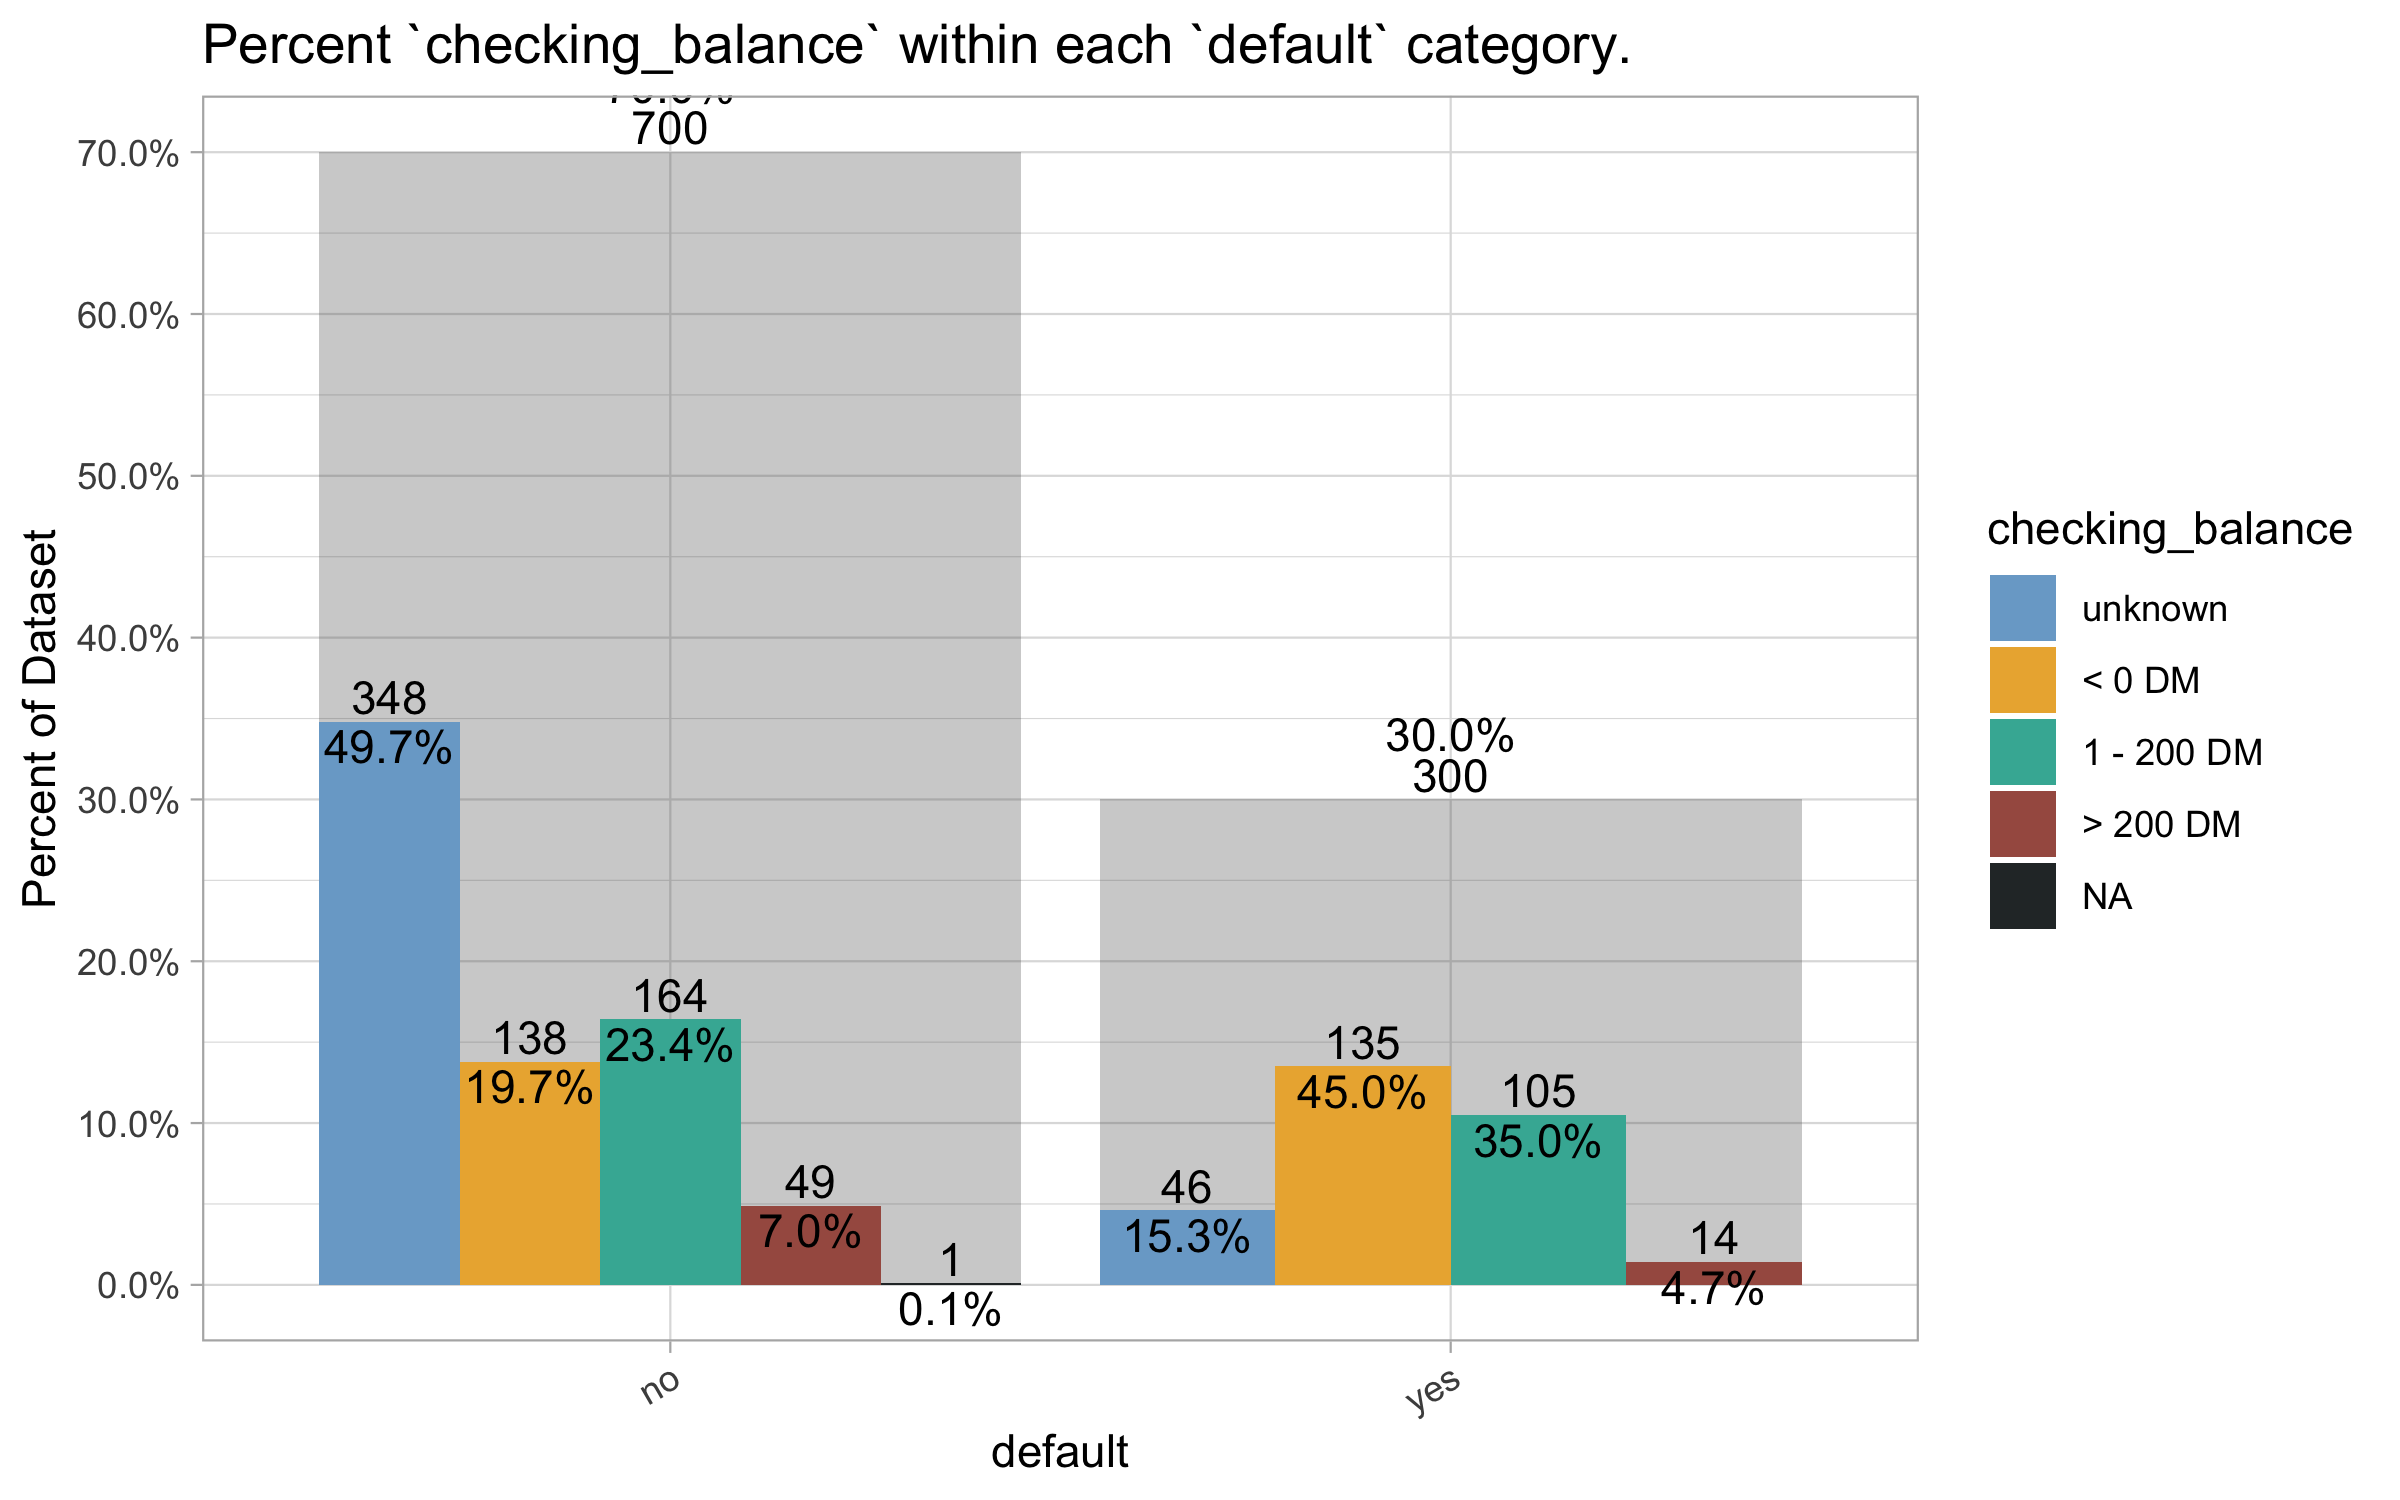 Percent `checking_balance` within each `default` category.
700
70.0%
60.0%
50.0%
40.0%
30.0%
20.0%
10.0%
0.0%
Percent of Dataset
348
49.7%
138
19.7%
164
23.4%
49
7.0%
1
0.1%
30.0%
300
46
15.3%
135
45.0%
105
35.0%
14
4.7%
no
yes
default
checking_balance
unknown
< 0 DM
1 - 200 DM
> 200 DM
NA